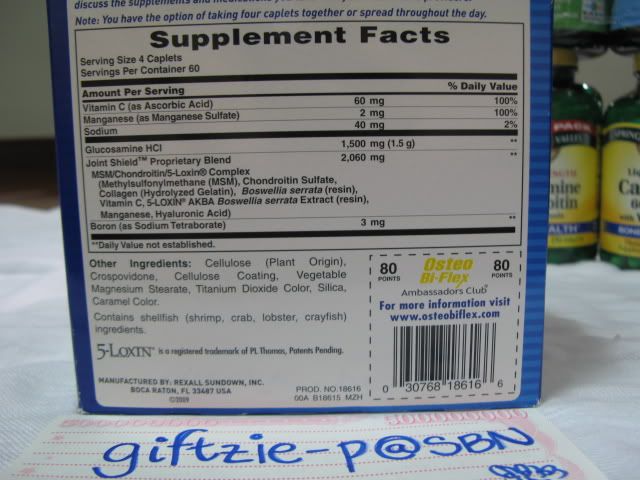 discuss the supplements and medications
Note: You have the option of taking four caplets together or spread throughout the day.
Supplement Facts
Serving Size 4 Caplets
Servings Per Container 60
Amount Per Serving % Daily Value
Vitamin C (as Ascorbic Acid) 60 mg 100%
Manganese (as Manganese Sulfate) 2 mg 100%
Sodium 40 mg 2%
Glucosamine HCl 1,500 mg (1.5 g) **
Joint Shield™ Proprietary Blend 2,060 mg **
MSM/Chondroitin/5-Loxin® Complex
(Methylsulfonylmethane (MSM), Chondroitin Sulfate,
Collagen (Hydrolyzed Gelatin), Boswellia serrata (resin),
Vitamin C, 5-LOXIN® AKBA Boswellia serrata Extract (resin),
Manganese, Hyaluronic Acid)
Boron (as Sodium Tetraborate) 3 mg **
**Daily Value not established.
Other Ingredients: Cellulose (Plant Origin),
Crospovidone, Cellulose Coating, Vegetable
Magnesium Stearate, Titanium Dioxide Color, Silica,
Caramel Color.
Contains shellfish (shrimp, crab, lobster, crayfish)
ingredients.
5-LOXIN™ is a registered trademark of PL Thomas, Patents Pending.
MANUFACTURED BY: REXALL SUNDOWN, INC.
BOCA RATON, FL 33487 USA
©2009
PROD. NO. 18616
00A B18615 MZH
80 POINTS
Osteo Bi-Flex
80 POINTS
Ambassadors Club
For more information visit
www.osteobiflex.com
0 30768 18616 6
giftzie-p@SBN
PACK
HEALTH
Ca
BONE